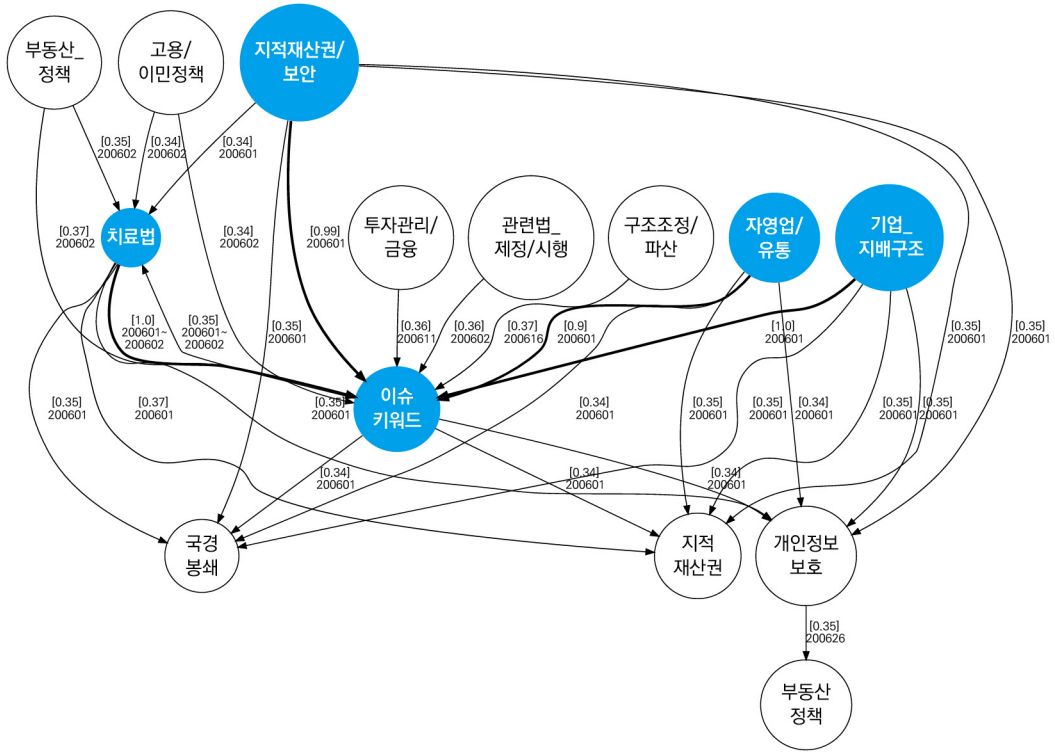 부동산_
정책
고용/
이민정책
지적재산권/
보안
[0.35]
200602
[0.34]
200602
[0.34]
200601
치료법
투자관리/
금융
관련법_
제정/시행
구조조정/
파산
자영업/
유통
기업_
지배구조
[0.37]
200602
[0.34]
200602
[0.99]
200601
[1.0]
200601~
200602
[0.35]
200601~
200602
[0.35]
200601
[0.36]
200611
[0.36]
200602
[0.37]
200616
[0.9]
200601
[1.0]
200601
[0.35]
200601
[0.35]
200601
이슈
키워드
[0.35]
200601
[0.37]
200601
[0.35]
200601
[0.34]
200601
[0.35]
200601
[0.35]
200601
[0.34]
200601
[0.35]
200601
[0.35]
200601
[0.34]
200601
[0.34]
200601
[0.34]
200601
국경
봉쇄
지적
재산권
개인정보
보호
[0.35]
200626
부동산
정책